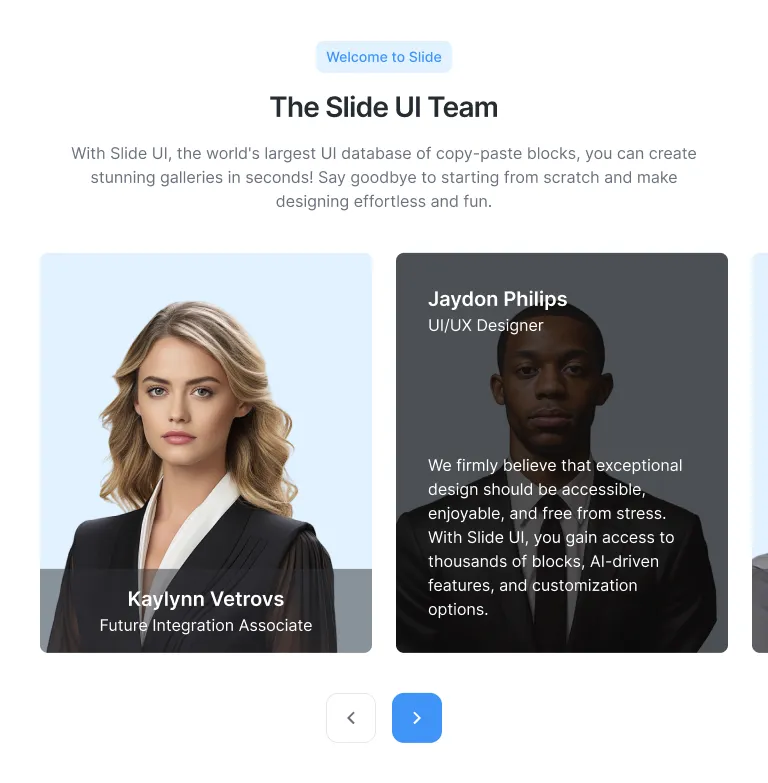 Welcome to Slide
The Slide UI Team
With Slide UI, the world's largest UI database of copy-paste blocks, you can create
stunning galleries in seconds! Say goodbye to starting from scratch and make
designing effortless and fun.
Kaylynn Vetrovs
Future Integration Associate
Jaydon Philips
UI/UX Designer
We firmly believe that exceptional
design should be accessible,
enjoyable, and free from stress.
With Slide UI, you gain access to
thousands of blocks, AI-driven
features, and customization
options.